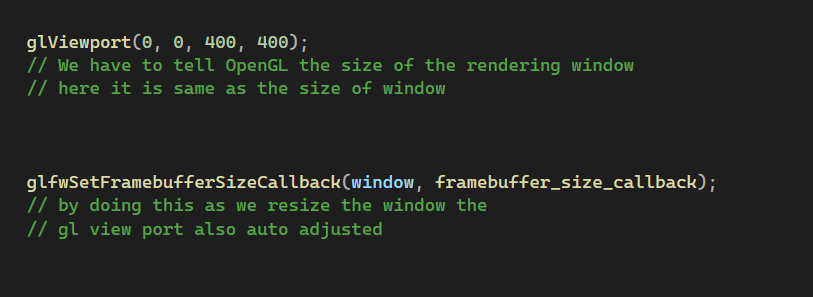 glViewport(0, 0, 400, 400);
// We have to tell OpenGL the size of the rendering window
// here it is same as the size of window
glfwSetFramebufferSizeCallback(window, framebuffer_size_callback);
// by doing this as we resize the window the
// gl view port also auto adjusted